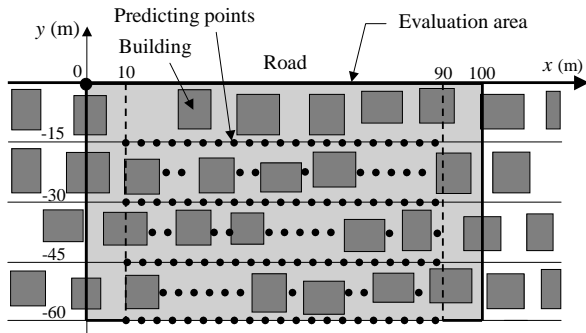 Predicting points
y (m)
Evaluation area
Building
Road
0
10
90
100
x (m)
-15
-30
-45
-60